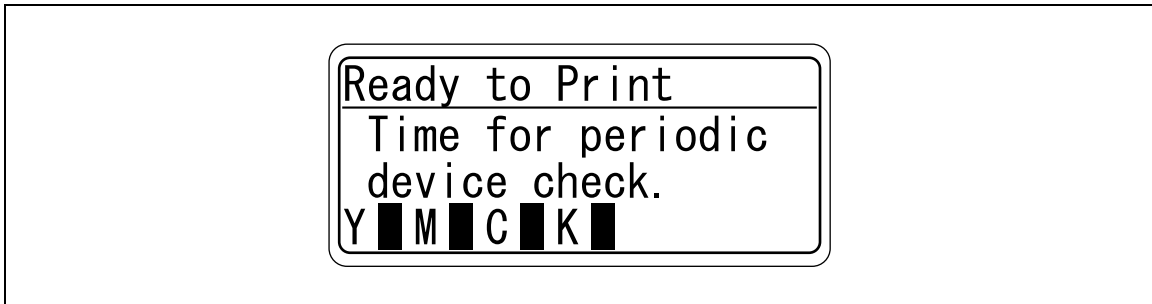 Ready to Print
Time for periodic
device check.
Y■M■C■K■